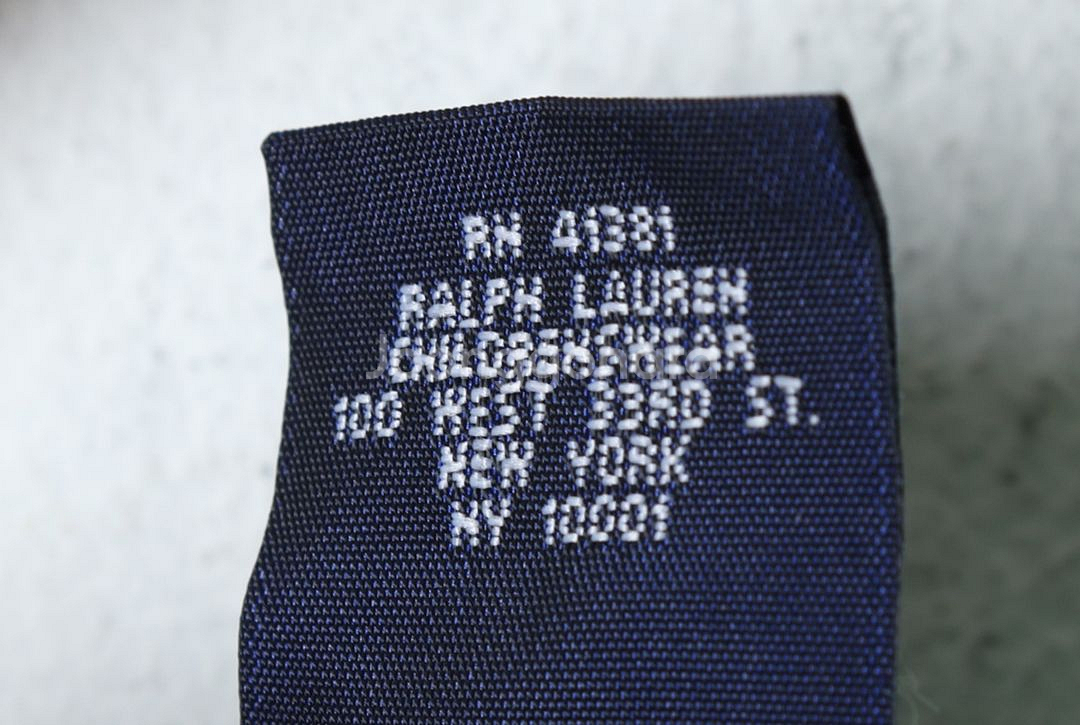 RN 41381
RALPH LAUREN
CHILDRENSWEAR
100 WEST 33RD ST.
NEW YORK
NY 10001